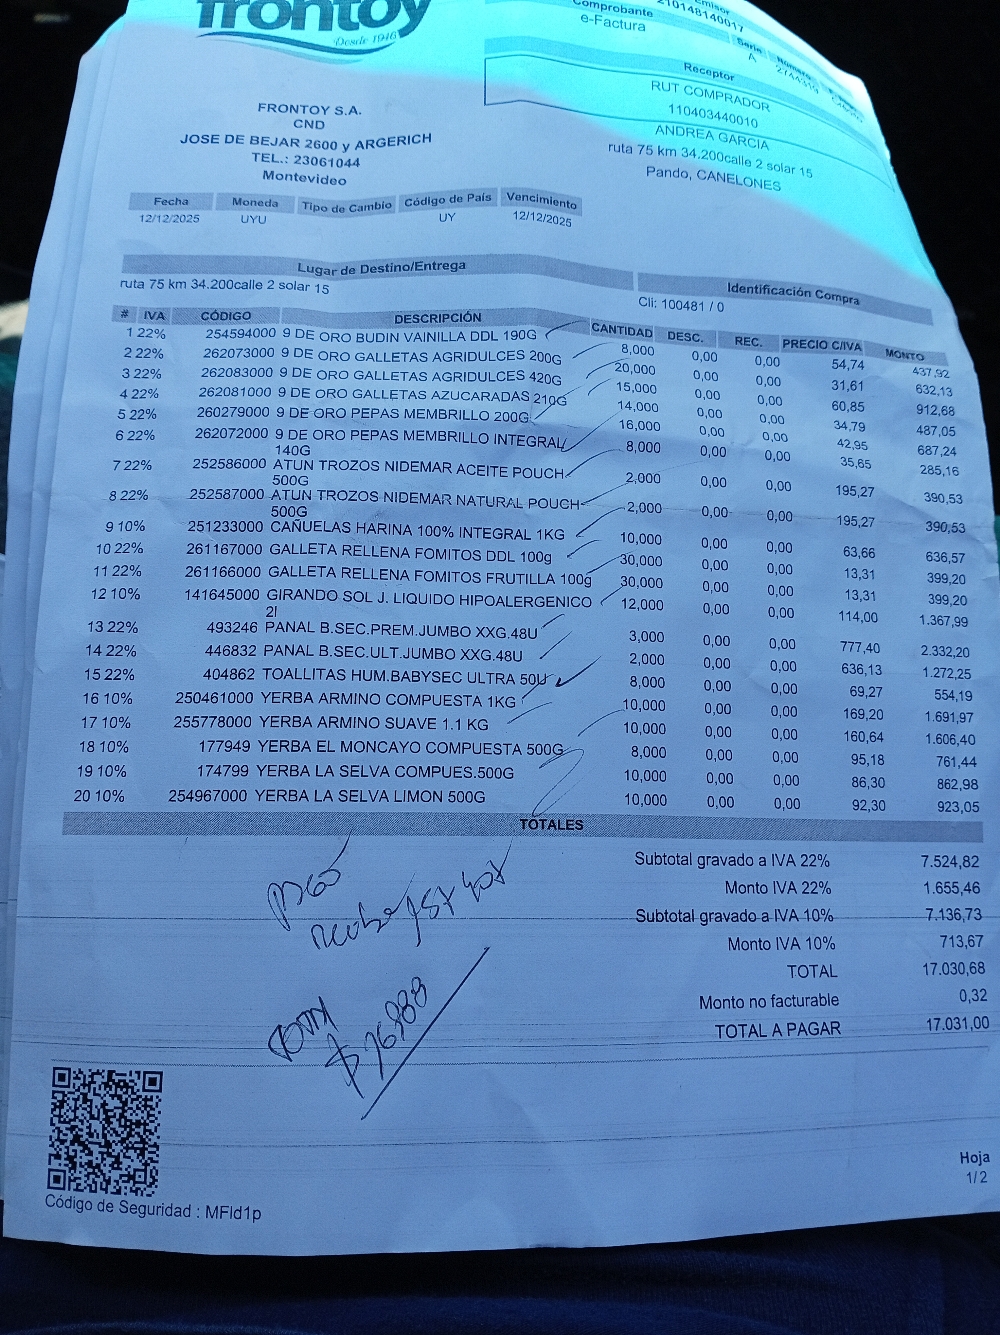 frontoy
Desde 1946
FRONTOY S.A.
CND
JOSE DE BEJAR 2600 y ARGERICH
TEL.: 23061044
Montevideo
Emisor
210148140017
Comprobante
e-Factura
Serie
A
Receptor
RUT COMPRADOR
110403440010
ANDREA GARCIA
ruta 75 km 34.200calle 2 solar 15
Pando, CANELONES
Fecha Moneda Tipo de Cambio Código de País Vencimiento
12/12/2025 UYU UY 12/12/2025
Lugar de Destino/Entrega Identificación Compra
ruta 75 km 34.200calle 2 solar 15 Cli: 100481 / 0
# IVA CÓDIGO DESCRIPCIÓN CANTIDAD DESC. REC. PRECIO C/IVA MONTO
1 22% 254594000 9 DE ORO BUDIN VAINILLA DDL 190G 8,000 0,00 0,00 54,74 437,92
2 22% 262073000 9 DE ORO GALLETAS AGRIDULCES 200G 20,000 0,00 0,00 31,61 632,13
3 22% 262083000 9 DE ORO GALLETAS AGRIDULCES 420G 15,000 0,00 0,00 60,85 912,68
4 22% 262081000 9 DE ORO GALLETAS AZUCARADAS 210G 14,000 0,00 0,00 34,79 487,05
5 22% 260279000 9 DE ORO PEPAS MEMBRILLO 200G 16,000 0,00 0,00 42,95 687,24
6 22% 262072000 9 DE ORO PEPAS MEMBRILLO INTEGRAL 8,000 0,00 0,00 35,65 285,16
140G
7 22% 252586000 ATUN TROZOS NIDEMAR ACEITE POUCH 2,000 0,00 0,00 195,27 390,53
500G
8 22% 252587000 ATUN TROZOS NIDEMAR NATURAL POUCH 2,000 0,00 0,00 195,27 390,53
500G
9 10% 251233000 CAÑUELAS HARINA 100% INTEGRAL 1KG 10,000 0,00 0,00 63,66 636,57
10 22% 261167000 GALLETA RELLENA FOMITOS DDL 100g 30,000 0,00 0,00 13,31 399,20
11 22% 261166000 GALLETA RELLENA FOMITOS FRUTILLA 100g 30,000 0,00 0,00 13,31 399,20
12 10% 141645000 GIRANDO SOL J. LIQUIDO HIPOALERGENICO 12,000 0,00 0,00 114,00 1.367,99
2l
13 22% 493246 PANAL B.SEC.PREM.JUMBO XXG.48U 3,000 0,00 0,00 777,40 2.332,20
14 22% 446832 PANAL B.SEC.ULT.JUMBO XXG.48U 2,000 0,00 0,00 636,13 1.272,25
15 22% 404862 TOALLITAS HUM.BABYSEC ULTRA 50U 8,000 0,00 0,00 69,27 554,19
16 10% 250461000 YERBA ARMINO COMPUESTA 1KG 10,000 0,00 0,00 169,20 1.691,97
17 10% 255778000 YERBA ARMINO SUAVE 1.1 KG 10,000 0,00 0,00 160,64 1.606,40
18 10% 177949 YERBA EL MONCAYO COMPUESTA 500G 8,000 0,00 0,00 95,18 761,44
19 10% 174799 YERBA LA SELVA COMPUES.500G 10,000 0,00 0,00 86,30 862,98
20 10% 254967000 YERBA LA SELVA LIMON 500G 10,000 0,00 0,00 92,30 923,05
TOTALES
Subtotal gravado a IVA 22% 7.524,82
Monto IVA 22% 1.655,46
Subtotal gravado a IVA 10% 7.136,73
Monto IVA 10% 713,67
TOTAL 17.030,68
Monto no facturable 0,32
TOTAL A PAGAR 17.031,00
Hoja
1/2
Código de Seguridad : MFld1p